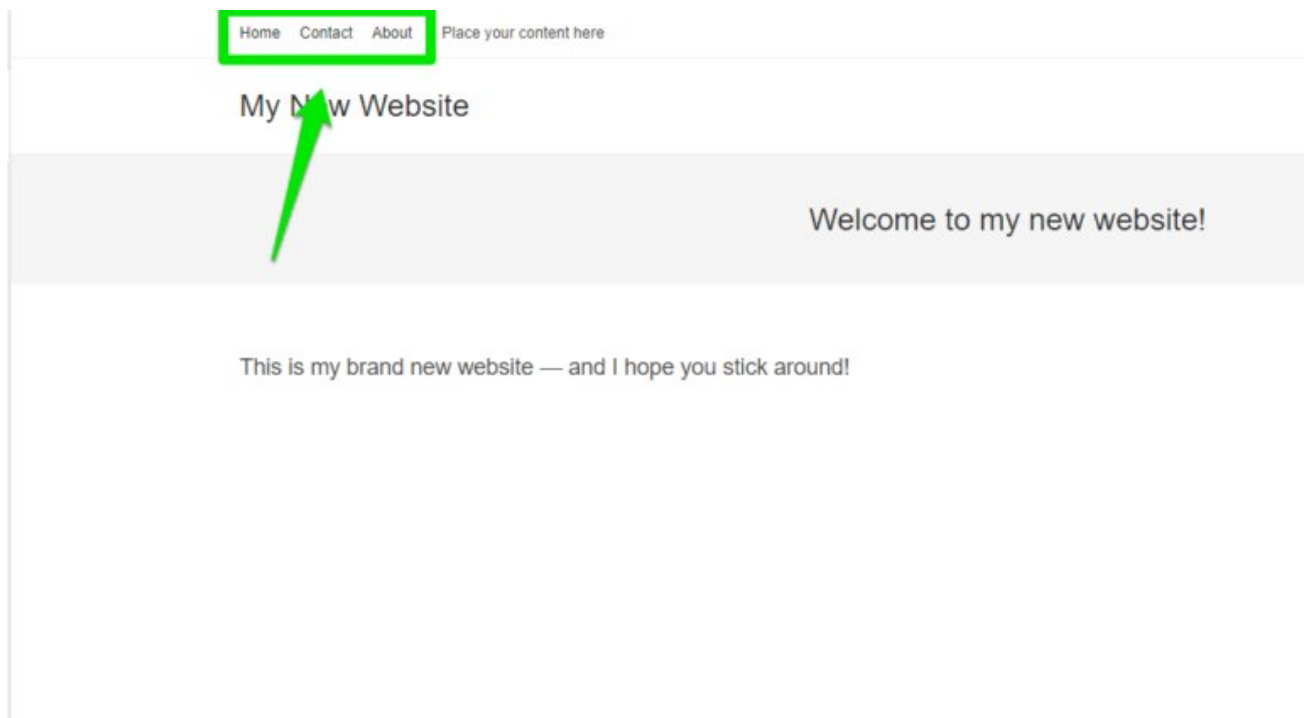 Home Contact About Place your content here
My New Website
Welcome to my new website!
This is my brand new website — and I hope you stick around!